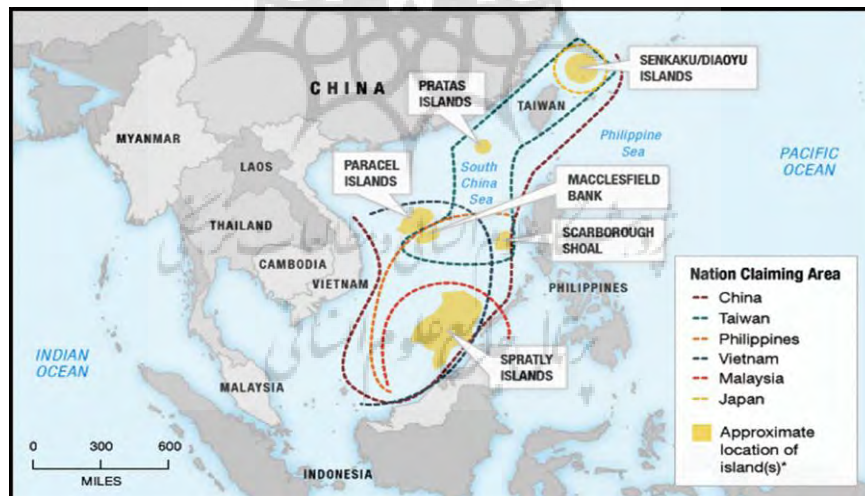 SENKAKU/DIAOYU
ISLANDS
CHINA
PRATAS
ISLANDS
TAIWAN
MYANMAR
Philippine
Sea
LAOS
PARACEL
ISLANDS
South
China
Sea
MACCLESFIELD
BANK
PACIFIC
OCEAN
THAILAND
SCARBOROUGH
SHOAL
CAMBODIA
VIETNAM
PHILIPPINES
Nation Claiming Area
China
Taiwan
Philippines
Vietnam
Malaysia
Japan
Approximate
location of
island(s)*
INDIAN
OCEAN
SPRATLY
ISLANDS
MALAYSIA
0 300 600
MILES
INDONESIA